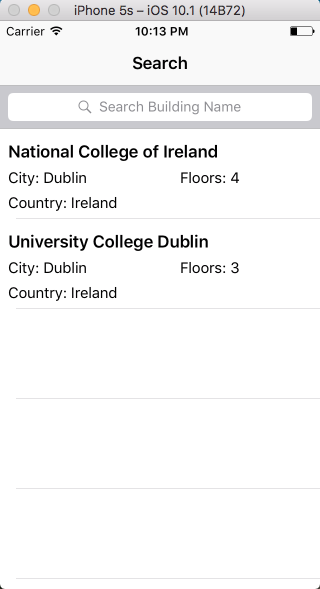 iPhone 5s – iOS 10.1 (14B72)
Carrier 10:13 PM
Search
Search Building Name
National College of Ireland
City: Dublin Floors: 4
Country: Ireland
University College Dublin
City: Dublin Floors: 3
Country: Ireland